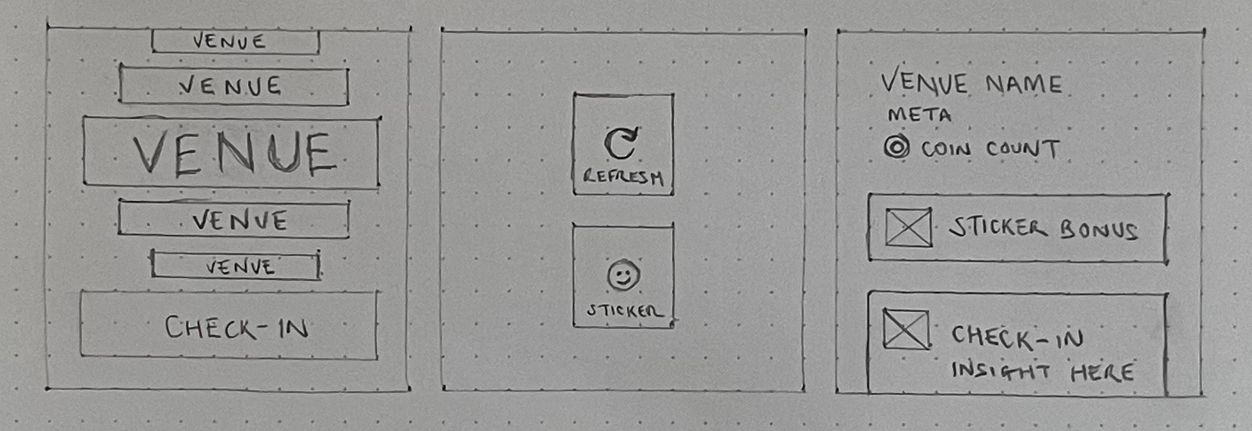 VENUE
VENUE
VENUE
VENUE
VENUE
CHECK-IN
REFRESH
STICKER
VENUE NAME
META
COIN COUNT
STICKER BONUS
CHECK-IN
INSIGHT HERE